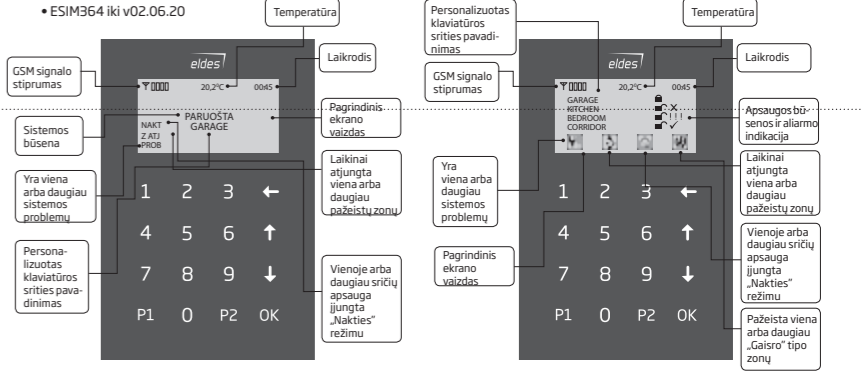 • ESIM364 iki v02.06.20
Temperatūra
eldes
Laikrodis
GSM signalo
stiprumas
20,2°C
00:45
PARUOŠTA
GARAGE
NAKT
Z ATJ
PROB
Pagrindinis
ekrano
vaizdas
Sistemos
būsena
Laikinai
atjungta
viena arba
daugiau
pažeistų zonų
Yra viena
arba daugiau
sistemos
problemų
1 2 3 ←
4 5 6 ↑
7 8 9 ↓
P1 0 P2 OK
Persona-
lizuotas
klaviatūros
srities pava-
dinimas
Vienoje arba
daugiau sričių
apsauga
įjungta
„Nakties"
režimu
Personalizuotas
klaviatūros
srities pavadi-
nimas
Temperatūra
eldes
Laikrodis
GSM signalo
stiprumas
20,2°C
00:45
GARAGE
KITCHEN X
BEDROOM !!!
CORRIDOR ✓
Apsaugos bū-
senos ir aliarmo
indikacija
Yra
viena arba
daugiau
sistemos
problemų
Laikinai
atjungta
viena arba
daugiau
pažeistų zonų
1 2 3 ←
4 5 6 ↑
7 8 9 ↓
P1 0 P2 OK
Pagrindinis
ekrano
vaizdas
Vienoje arba
daugiau sričių
apsauga
įjungta
„Nakties"
režimu
Pažeista viena
arba daugiau
„Gaisro" tipo
zonų